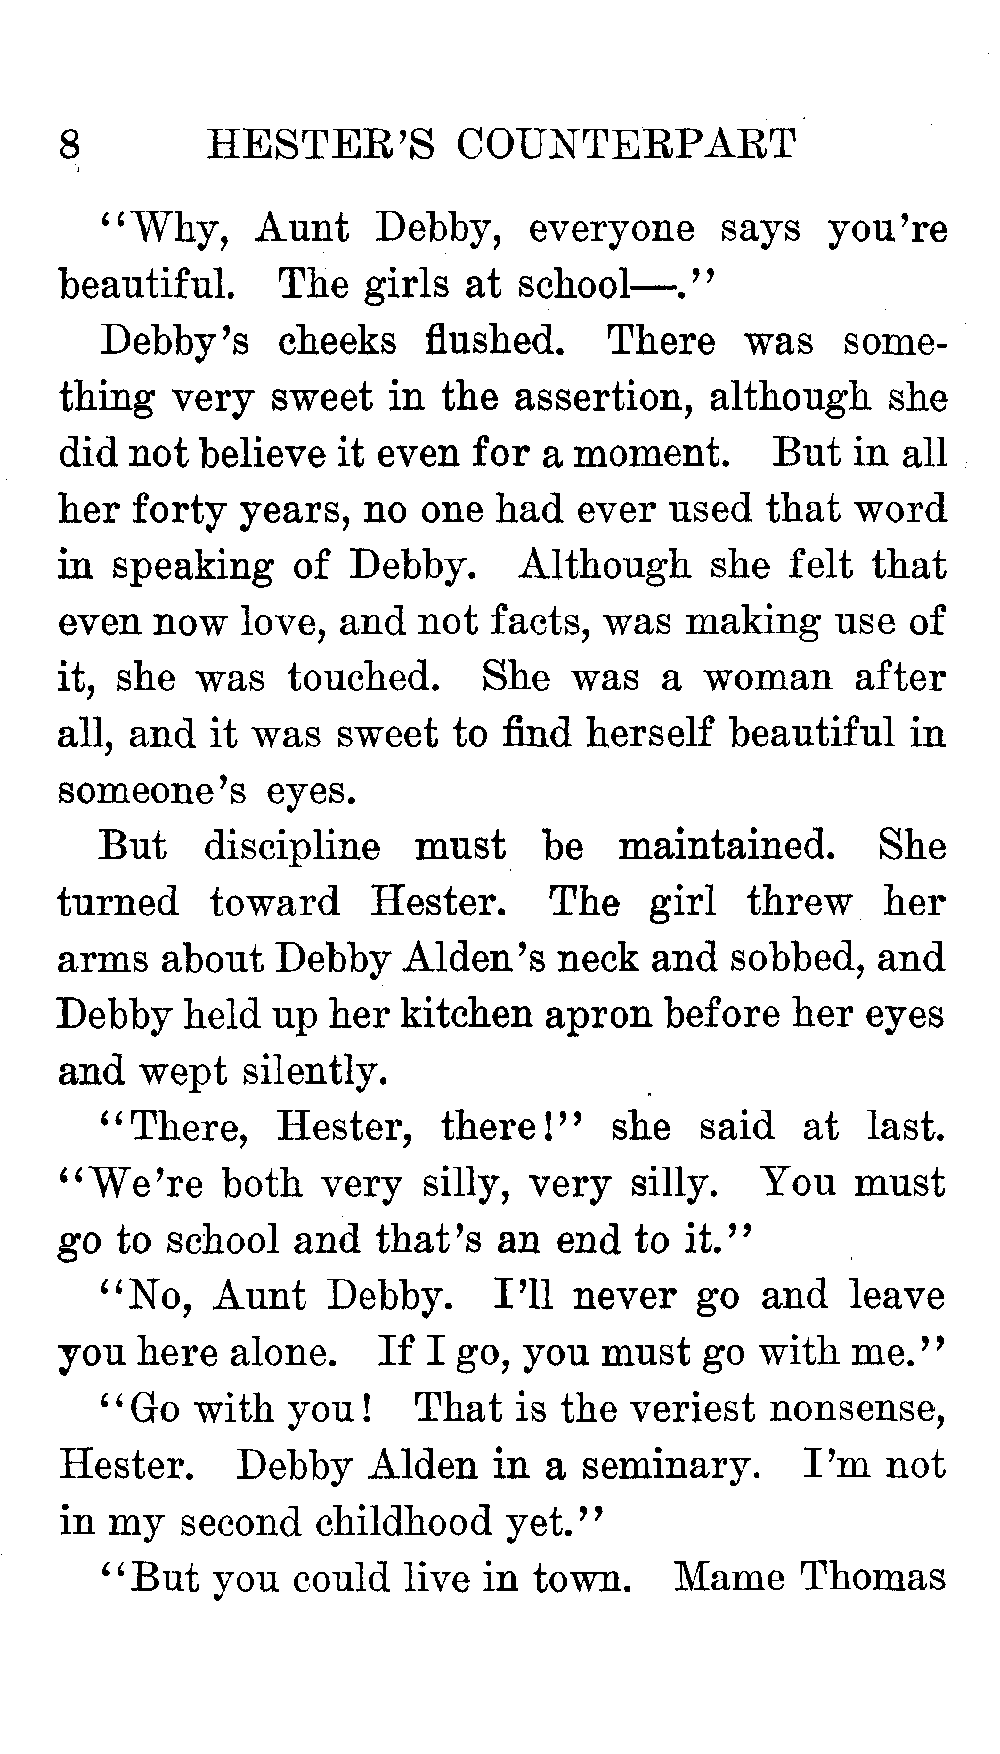 8 HESTER'S COUNTERPART
"Why, Aunt Debby, everyone says you're
beautiful. The girls at school—."
Debby's cheeks flushed. There was some-
thing very sweet in the assertion, although she
did not believe it even for a moment. But in all
her forty years, no one had ever used that word
in speaking of Debby. Although she felt that
even now love, and not facts, was making use of
it, she was touched. She was a woman after
all, and it was sweet to find herself beautiful in
someone's eyes.
But discipline must be maintained. She
turned toward Hester. The girl threw her
arms about Debby Alden's neck and sobbed, and
Debby held up her kitchen apron before her eyes
and wept silently.
"There, Hester, there!" she said at last.
"We're both very silly, very silly. You must
go to school and that's an end to it."
"No, Aunt Debby. I'll never go and leave
you here alone. If I go, you must go with me."
"Go with you! That is the veriest nonsense,
Hester. Debby Alden in a seminary. I'm not
in my second childhood yet."
"But you could live in town. Mame Thomas